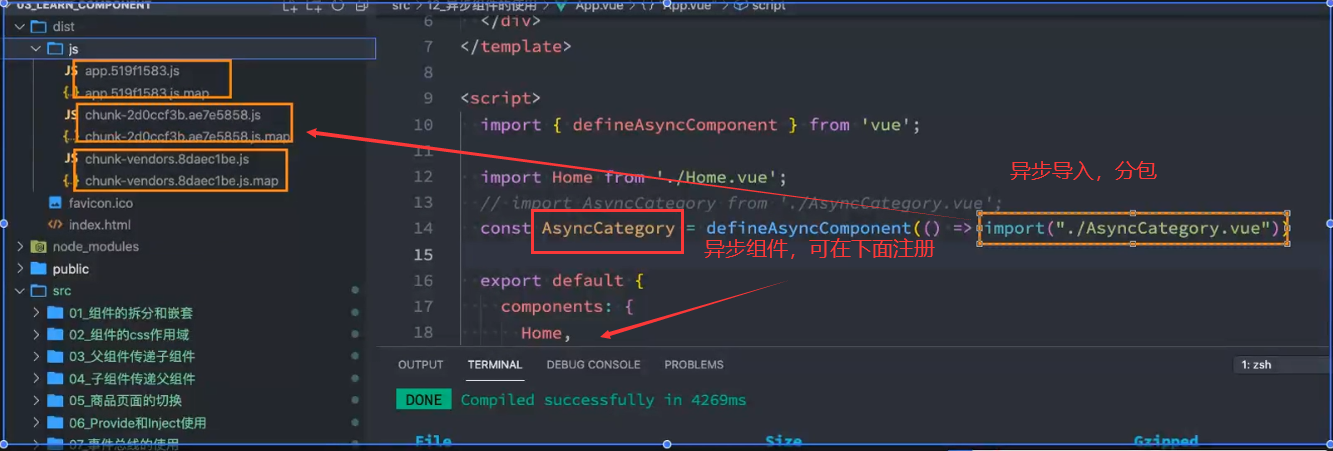 03_LEARN_COMPONENT
dist
js
app.519f1583.js
app.519f1583.js.map
chunk-2d0ccf3b.ae7e5858.js
chunk-2d0ccf3b.ae7e5858.js.map
chunk-vendors.8daec1be.js
chunk-vendors.8daec1be.js.map
favicon.ico
index.html
node_modules
public
src
01_组件的拆分和嵌套
02_组件的css作用域
03_父组件传递子组件
04_子组件传递父组件
05_商品页面的切换
06_Provide和Inject使用
07_事件总线的使用
src > 12_异步组件的使用 > App.vue > {} App.vue > script
6 </div>
7 </template>
8
9 <script>
10 import { defineAsyncComponent } from 'vue';
11
12 import Home from './Home.vue';
13 // import AsyncCategory from './AsyncCategory.vue';
14 const AsyncCategory = defineAsyncComponent(() => import("./AsyncCategory.vue"))
15
16 export default {
17 components: {
18 Home,
异步导入，分包
异步组件，可在下面注册
OUTPUT TERMINAL DEBUG CONSOLE PROBLEMS 1: zsh
DONE Compiled successfully in 4269ms
File Size Gzipped